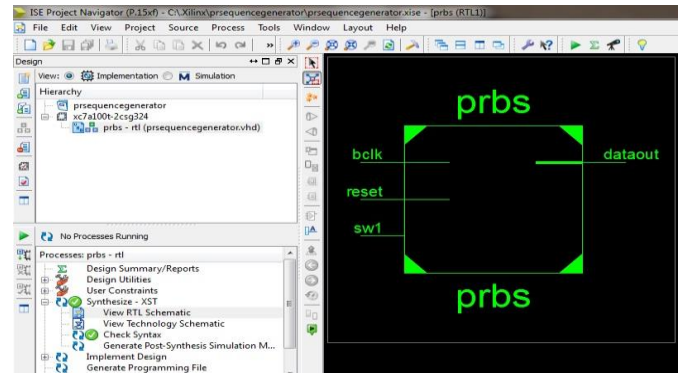 ISE Project Navigator (P.15xf) - C:\Xilinx\prsequencegenerator\prsequencegenerator.xise - [prbs (RTL1)]
File Edit View Project Source Process Tools Window Layout Help
Design
View: Implementation Simulation
Hierarchy
prsequencegenerator
xc7a100t-2csg324
prbs - rtl (prsequencegenerator.vhd)
No Processes Running
Processes: prbs - rtl
Design Summary/Reports
Design Utilities
User Constraints
Synthesize - XST
View RTL Schematic
View Technology Schematic
Check Syntax
Generate Post-Synthesis Simulation M...
Implement Design
Generate Programming File
prbs
bclk
dataout
reset
sw1
prbs